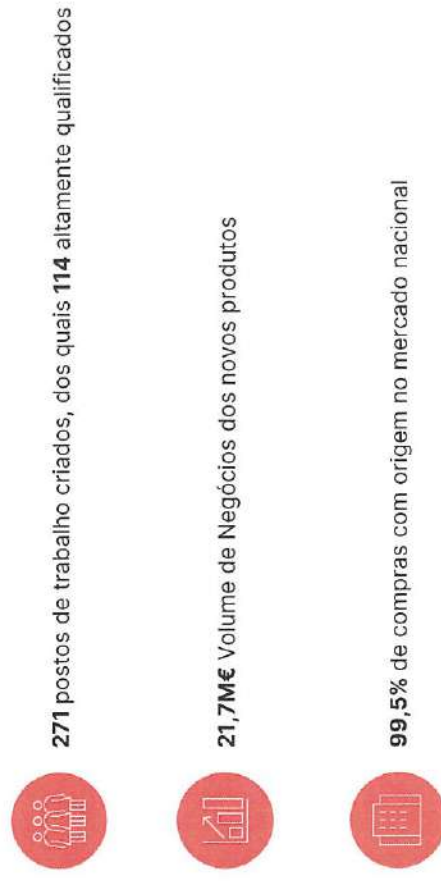 271 postos de trabalho criados, dos quais 114 altamente qualificados
21,7M€ Volume de Negócios dos novos produtos
99,5% de compras com origem no mercado nacional